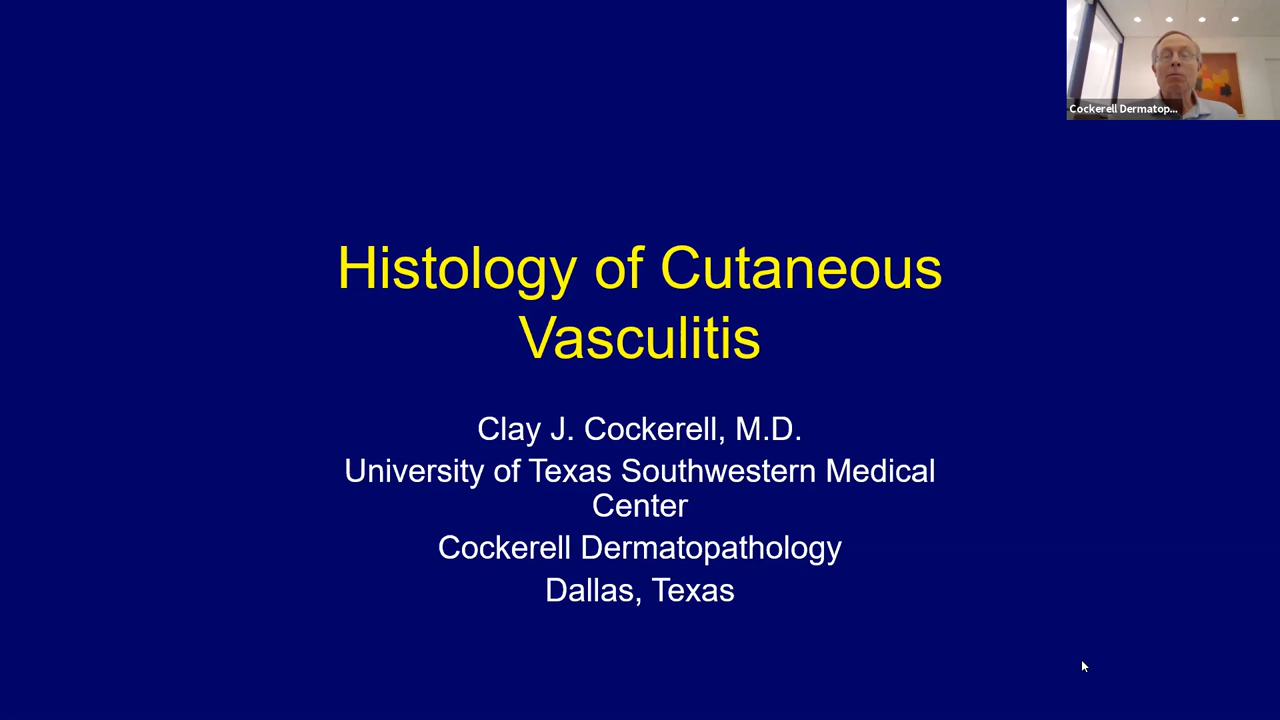 Cockerell Dermatop...
Histology of Cutaneous
Vasculitis
Clay J. Cockerell, M.D.
University of Texas Southwestern Medical
Center
Cockerell Dermatopathology
Dallas, Texas